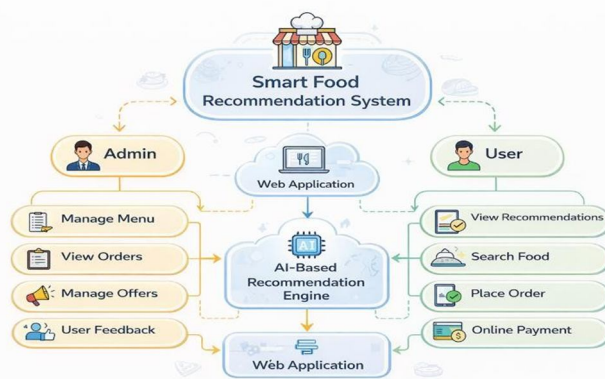 Smart Food
Recommendation System
Admin
User
Web Application
Manage Menu
View Orders
Manage Offers
User Feedback
AI
AI-Based
Recommendation
Engine
View Recommendations
Search Food
Place Order
Online Payment
Web Application